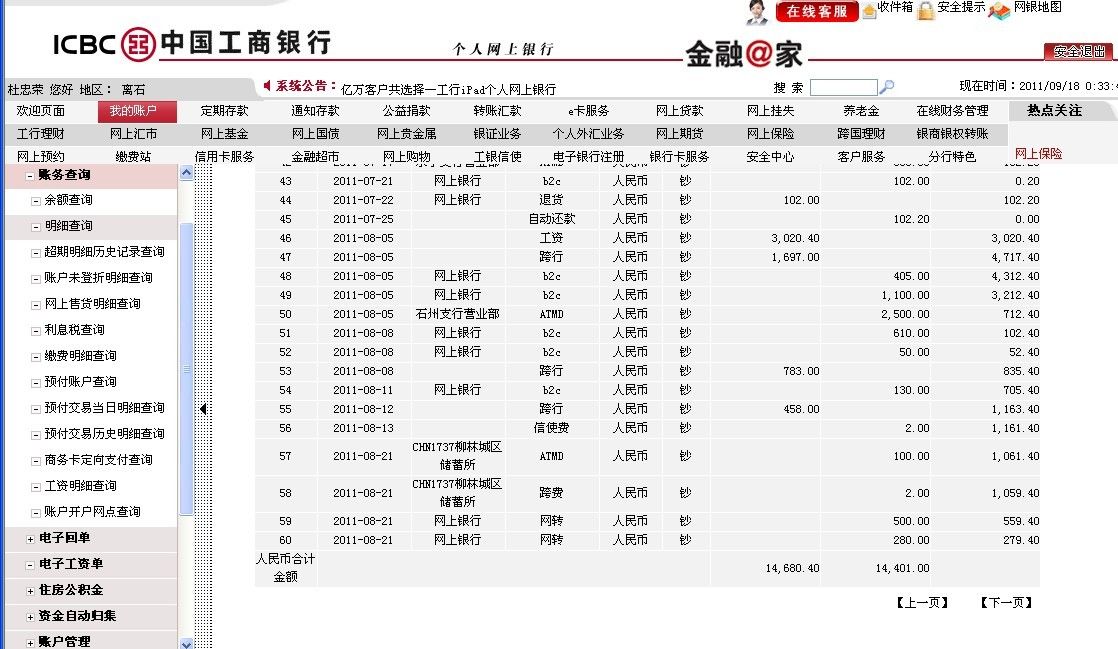 在线客服 收件箱 安全提示 网银地图
ICBC 中国工商银行 个人网上银行 金融@家 安全退出
杜忠荣 您好 地区： 离石 系统公告： 亿万客户共选择－工行iPad个人网上银行 搜 索 现在时间：2011/09/18 0:33:
欢迎页面 我的账户 定期存款 通知存款 公益捐款 转账汇款 e卡服务 网上贷款 网上挂失 养老金 在线财务管理 热点关注
工行理财 网上汇市 网上基金 网上国债 网上贵金属 银证业务 个人外汇业务 网上期货 网上保险 跨国理财 银商银权转账
网上预约 缴费站 信用卡服务 金融超市 网上购物 工银信使 电子银行注册 银行卡服务 安全中心 客户服务 分行特色 网上保险
账务查询
余额查询
明细查询
超期明细历史记录查询
账户未登折明细查询
网上售货明细查询
利息税查询
缴费明细查询
预付账户查询
预付交易当日明细查询
预付交易历史明细查询
商务卡定向支付查询
工资明细查询
账户开户网点查询
电子回单
电子工资单
住房公积金
资金自动归集
账户管理
43 2011-07-21 网上银行 b2c 人民币 钞 102.00 0.20
44 2011-07-22 网上银行 退货 人民币 钞 102.00 102.20
45 2011-07-25 自动还款 人民币 钞 102.20 0.00
46 2011-08-05 工资 人民币 钞 3,020.40 3,020.40
47 2011-08-05 跨行 人民币 钞 1,697.00 4,717.40
48 2011-08-05 网上银行 b2c 人民币 钞 405.00 4,312.40
49 2011-08-05 网上银行 b2c 人民币 钞 1,100.00 3,212.40
50 2011-08-05 石州支行营业部 ATMD 人民币 钞 2,500.00 712.40
51 2011-08-08 网上银行 b2c 人民币 钞 610.00 102.40
52 2011-08-08 网上银行 b2c 人民币 钞 50.00 52.40
53 2011-08-08 跨行 人民币 钞 783.00 835.40
54 2011-08-11 网上银行 b2c 人民币 钞 130.00 705.40
55 2011-08-12 跨行 人民币 钞 458.00 1,163.40
56 2011-08-13 信使费 人民币 钞 2.00 1,161.40
57 2011-08-21 CHN1737柳林城区储蓄所 ATMD 人民币 钞 100.00 1,061.40
58 2011-08-21 CHN1737柳林城区储蓄所 跨费 人民币 钞 2.00 1,059.40
59 2011-08-21 网上银行 网转 人民币 钞 500.00 559.40
60 2011-08-21 网上银行 网转 人民币 钞 280.00 279.40
人民币合计金额 14,680.40 14,401.00
【上一页】 【下一页】